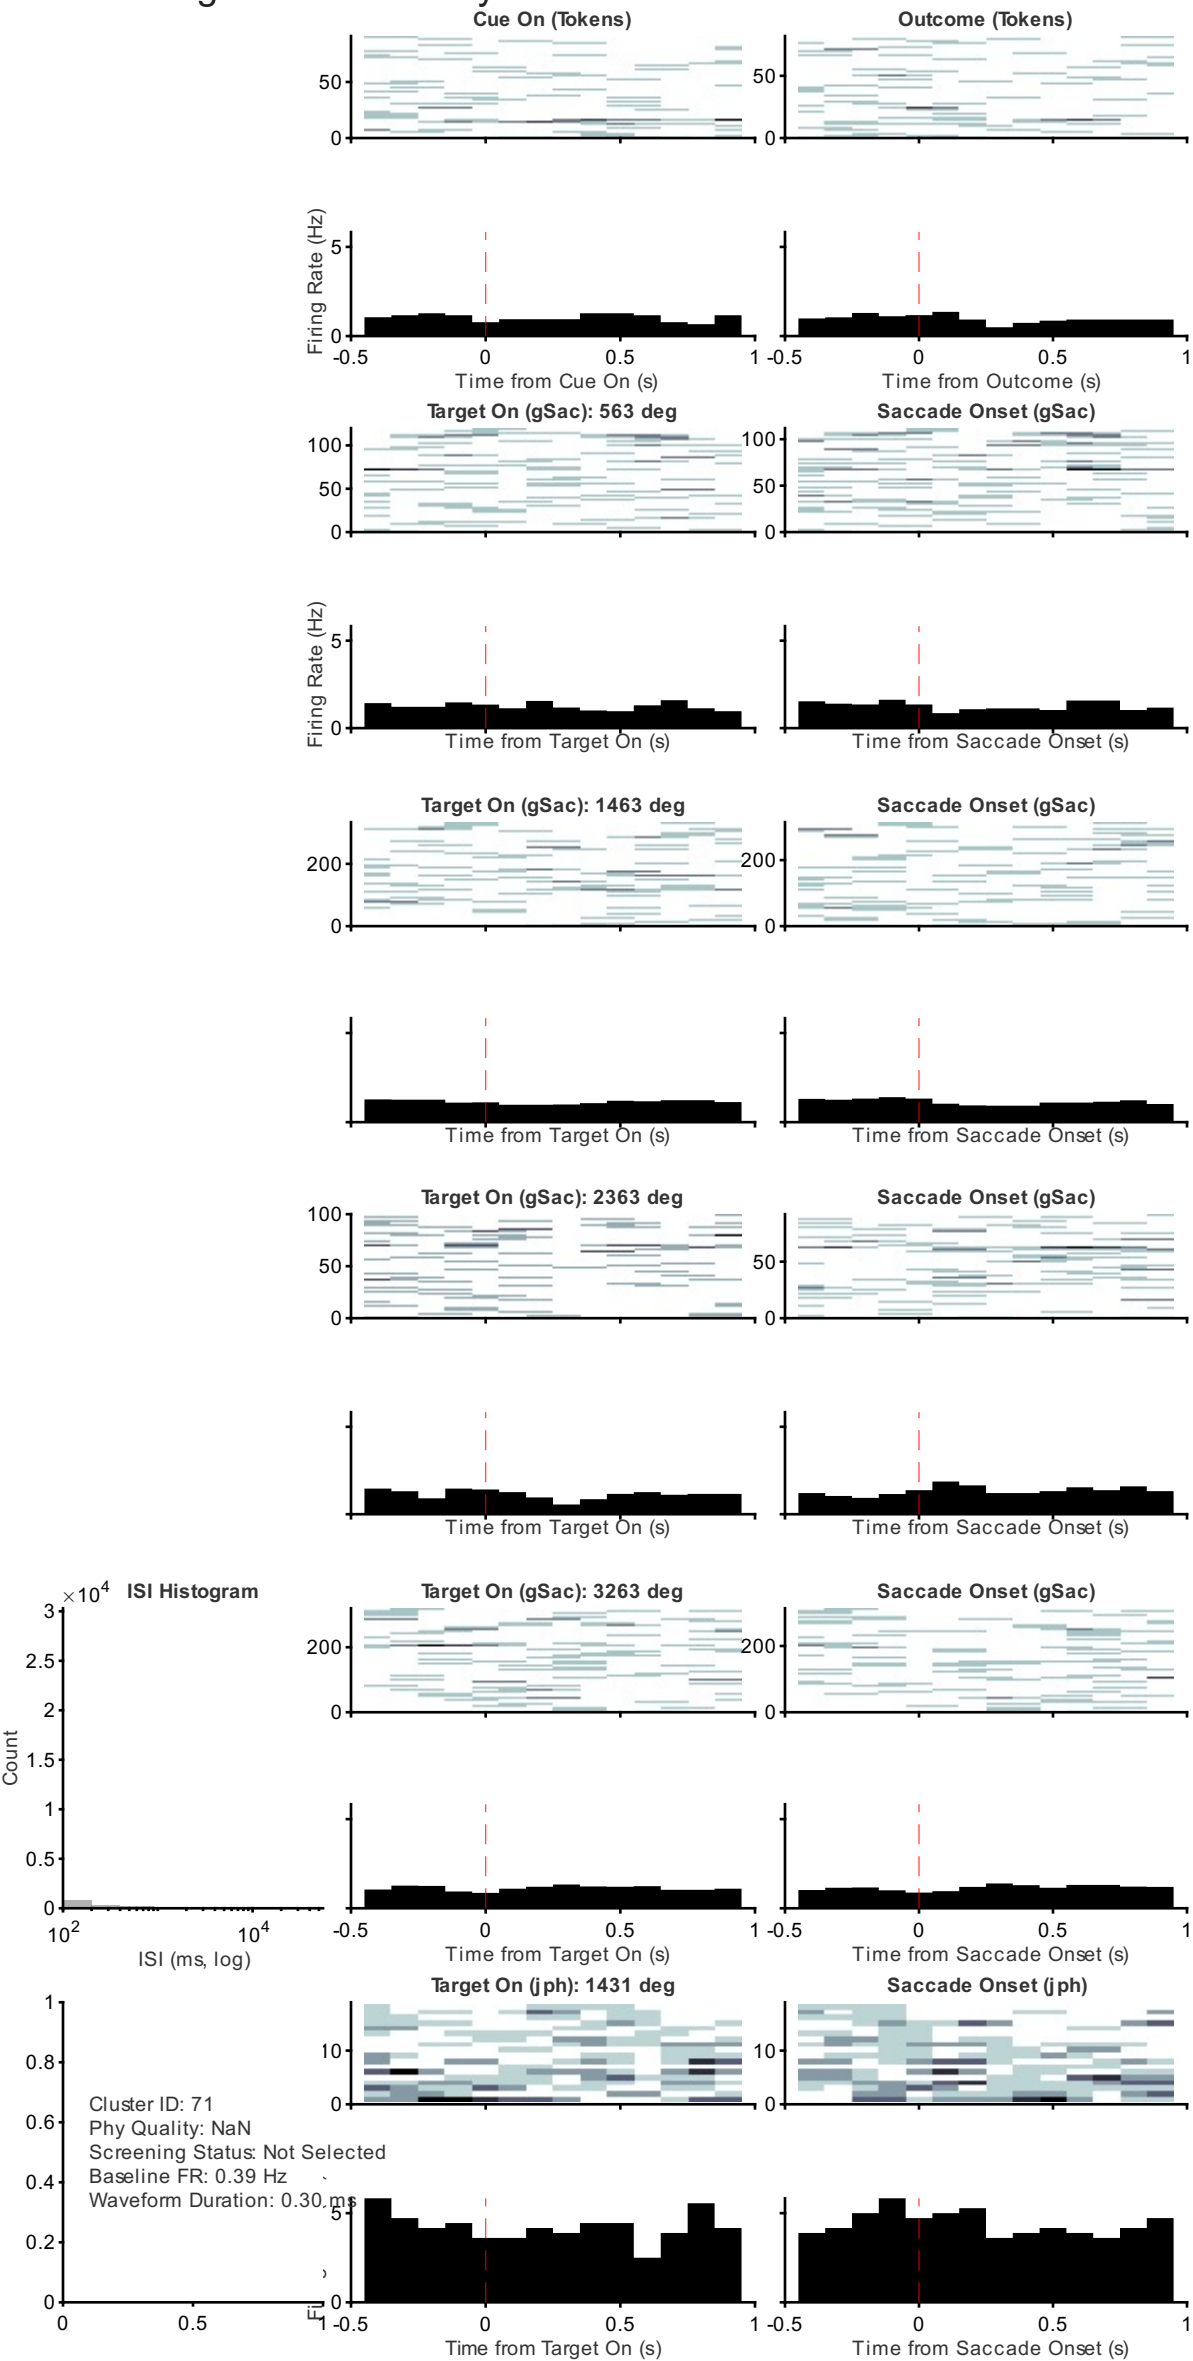 Cue On (Tokens)
Outcome (Tokens)
50
0
50
0
Firing Rate (Hz)
5
0
-0.5
0
0.5
1
-0.5
0
0.5
1
Time from Cue On (s)
Time from Outcome (s)
Target On (gSac): 563 deg
Saccade Onset (gSac)
100
50
0
100
50
0
Firing Rate (Hz)
5
0
Time from Target On (s)
Time from Saccade Onset (s)
Target On (gSac): 1463 deg
Saccade Onset (gSac)
200
0
200
0
Time from Target On (s)
Time from Saccade Onset (s)
Target On (gSac): 2363 deg
Saccade Onset (gSac)
100
50
0
50
0
Time from Target On (s)
Time from Saccade Onset (s)
×10^4
ISI Histogram
Target On (gSac): 3263 deg
Saccade Onset (gSac)
3
2.5
2
1.5
1
0.5
0
Count
10^2
10^4
ISI (ms, log)
200
0
200
0
-0.5
0
0.5
1
-0.5
0
0.5
1
Time from Target On (s)
Time from Saccade Onset (s)
Target On (jph): 1431 deg
Saccade Onset (jph)
1
0.8
0.6
0.4
0.2
0
0
0.5
1
Cluster ID: 71
Phy Quality: NaN
Screening Status: Not Selected
Baseline FR: 0.39 Hz
Waveform Duration: 0.30 ms
10
0
10
0
5
0
-0.5
0
0.5
1
-0.5
0
0.5
1
Time from Target On (s)
Time from Saccade Onset (s)